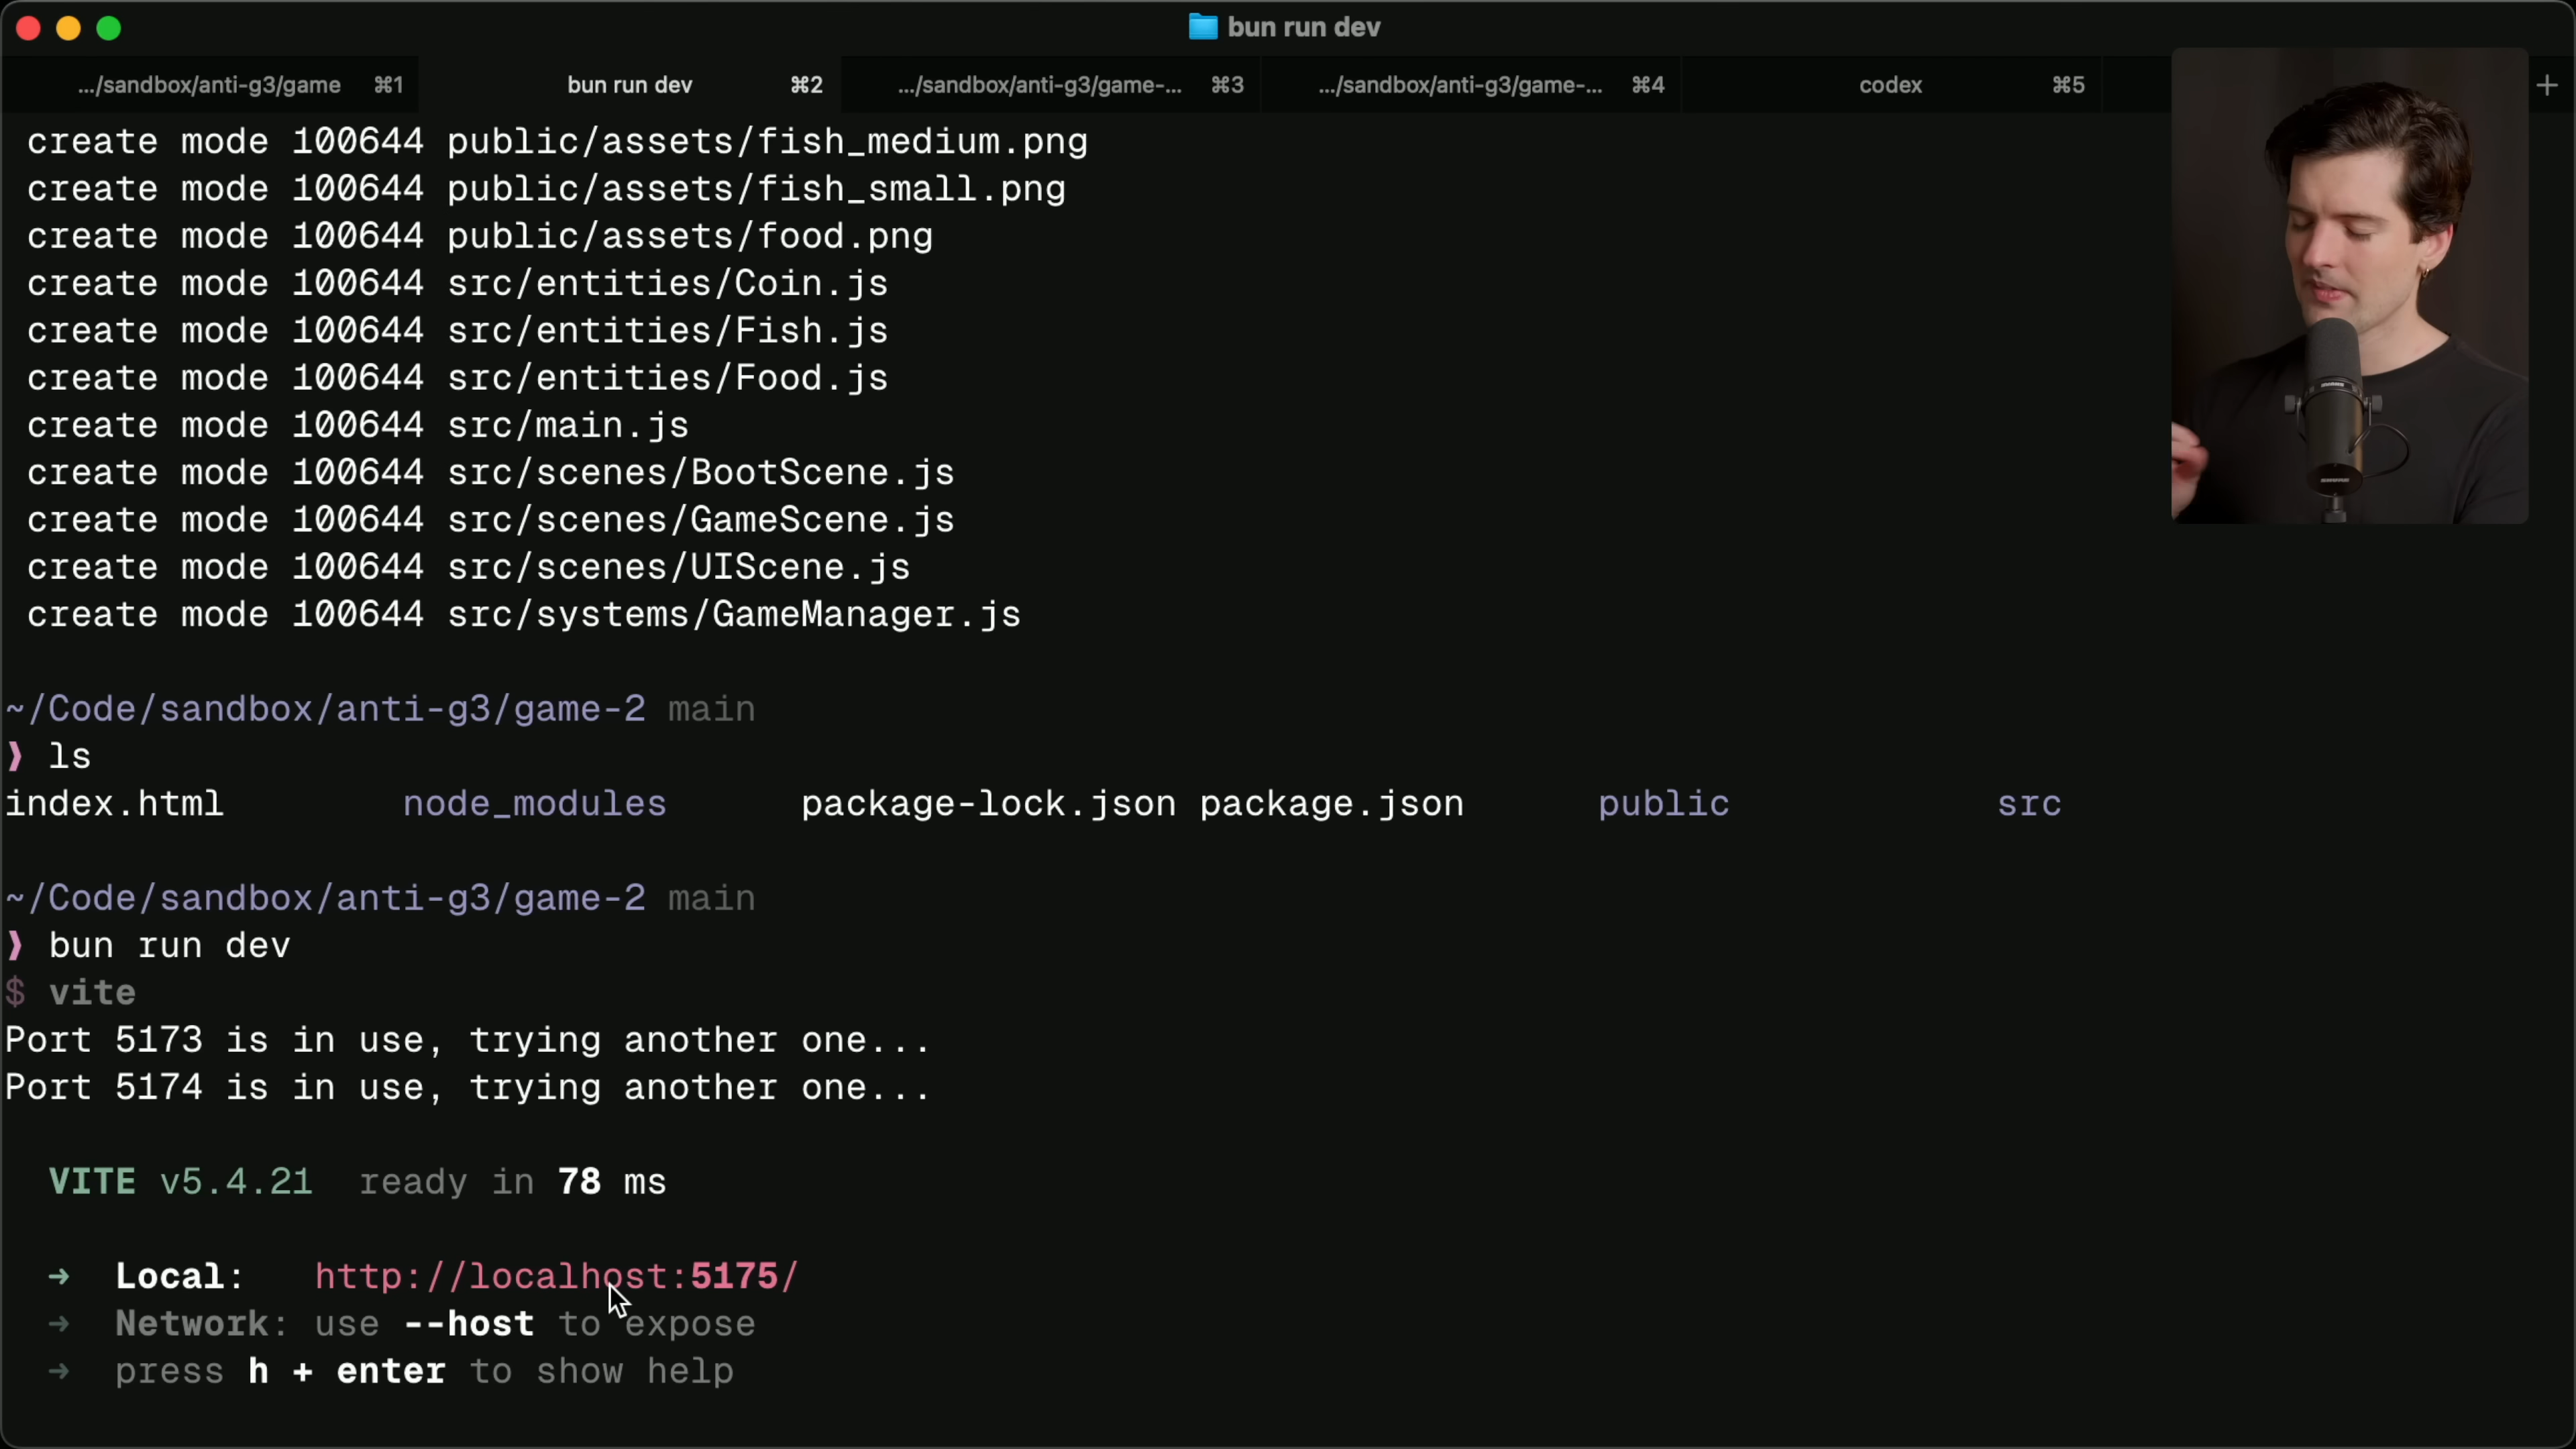 bun run dev
.../sandbox/anti-g3/game ⌘1 bun run dev ⌘2 .../sandbox/anti-g3/game-... ⌘3 .../sandbox/anti-g3/game-... ⌘4 codex ⌘5 +
create mode 100644 public/assets/fish_medium.png
create mode 100644 public/assets/fish_small.png
create mode 100644 public/assets/food.png
create mode 100644 src/entities/Coin.js
create mode 100644 src/entities/Fish.js
create mode 100644 src/entities/Food.js
create mode 100644 src/main.js
create mode 100644 src/scenes/BootScene.js
create mode 100644 src/scenes/GameScene.js
create mode 100644 src/scenes/UIScene.js
create mode 100644 src/systems/GameManager.js
~/Code/sandbox/anti-g3/game-2 main
❯ ls
index.html node_modules package-lock.json package.json public src
~/Code/sandbox/anti-g3/game-2 main
❯ bun run dev
$ vite
Port 5173 is in use, trying another one...
Port 5174 is in use, trying another one...
VITE v5.4.21 ready in 78 ms
➜ Local: http://localhost:5175/
➜ Network: use --host to expose
➜ press h + enter to show help